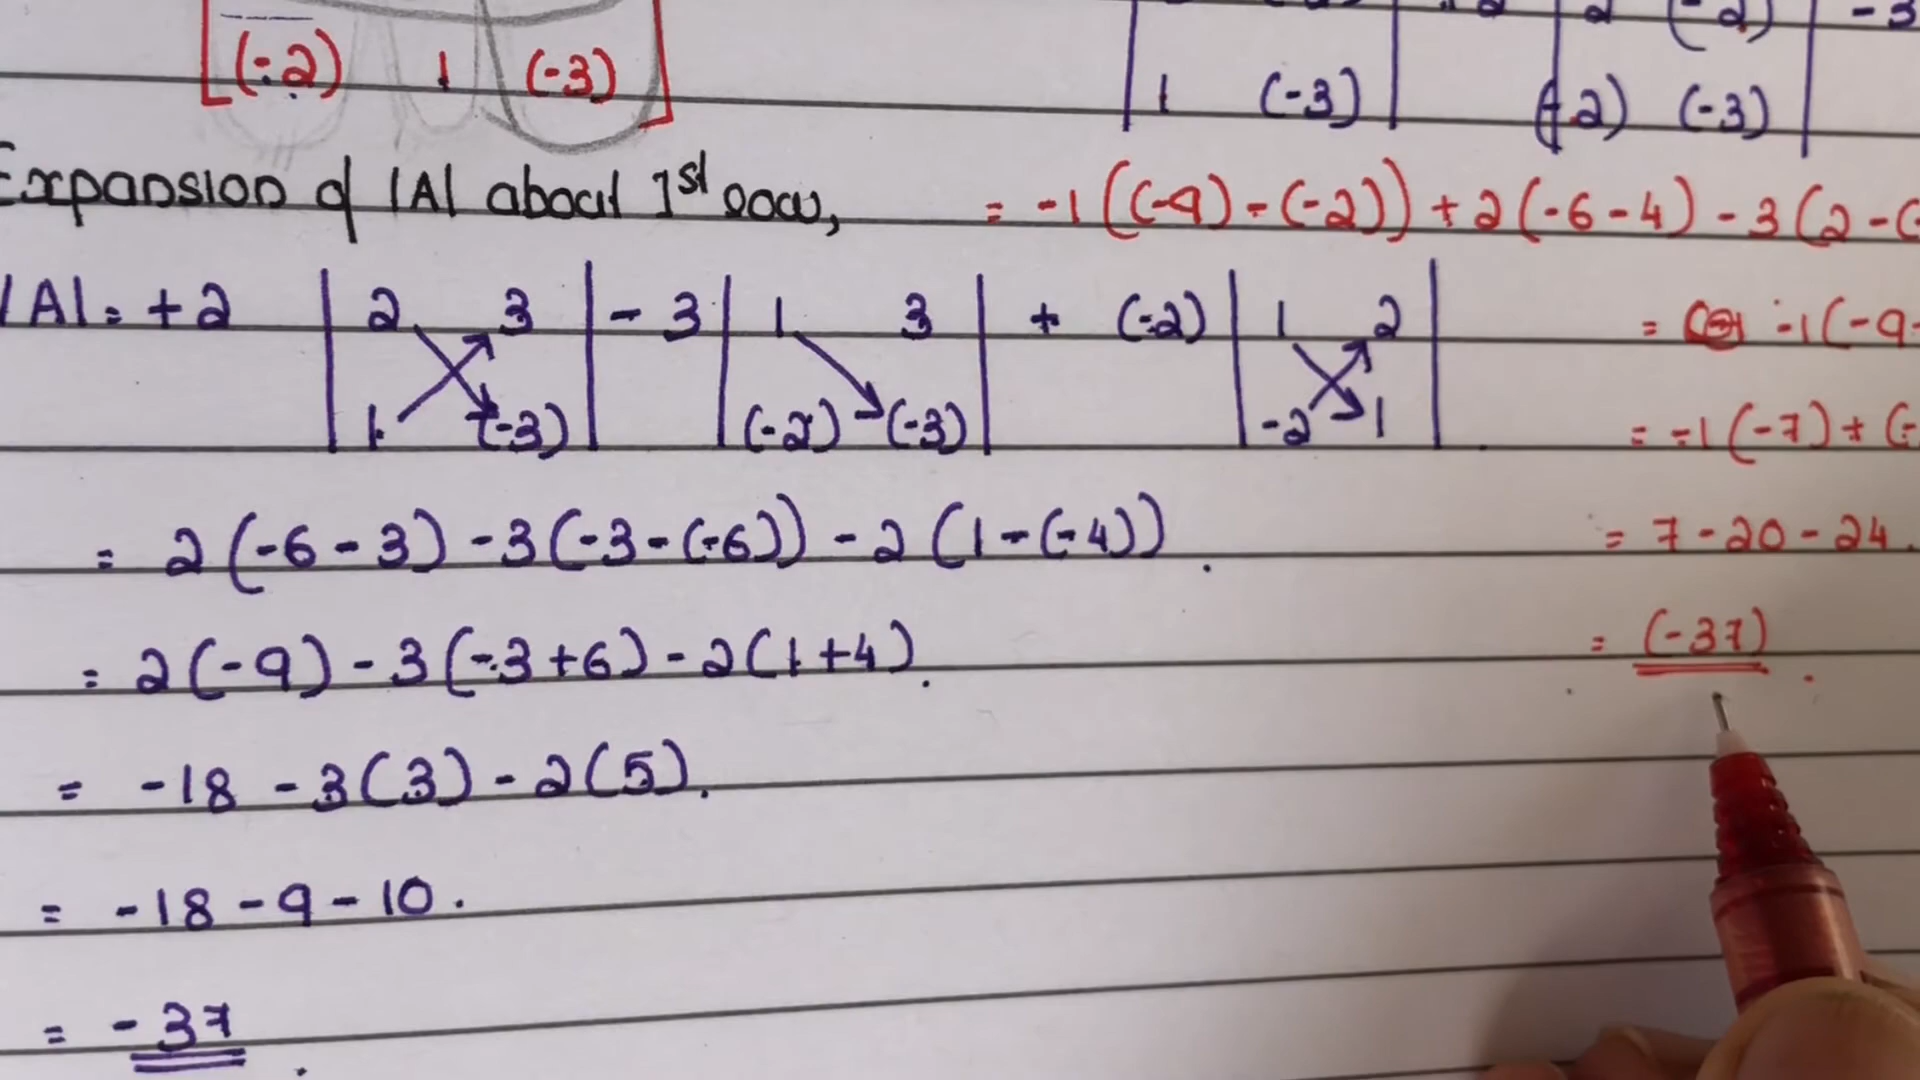 (-2) 1 (-3)
1 (-3) (-2) (-3)
Expansion of |A| about 1st row,
|A| = +2 | 2 3 | - 3 | 1 3 | + (-2) | 1 2 |
| 1 (-3) | | (-2) (-3) | | -2 1 |
= 2(-6-3) -3(-3-(-6)) -2(1-(-4)).
= 2(-9) -3(-3+6) -2(1+4).
= -18 -3(3) -2(5).
= -18 -9 -10.
= -37
= -1((-9)-(-2)) + 2(-6-4) -3(2-(
= -1(-9-
= -1(-7) + (-
= 7-20-24.
= (-37).